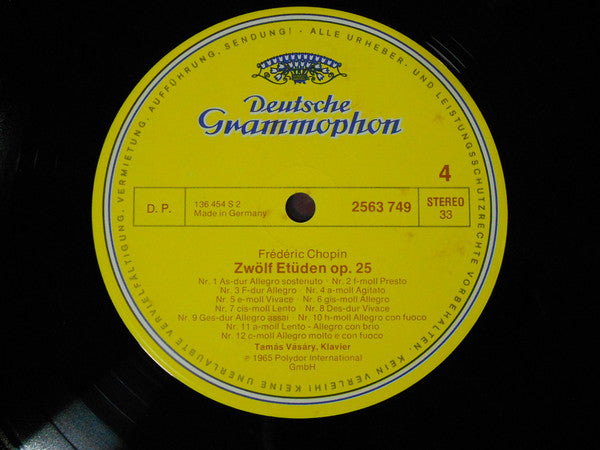 ALLE URHEBER- UND LEISTUNGSSCHUTZRECHTE VORBEHALTEN. KEIN VERLEIH! KEINE UNERLAUBTE VERVIELFÄLTIGUNG, VERMIETUNG, AUFFÜHRUNG, SENDUNG! ·
Deutsche
Grammophon
4
D. P.
136 454 S 2
Made in Germany
2563 749
STEREO
33
Frédéric Chopin
Zwölf Etüden op. 25
Nr. 1 As-dur Allegro sostenuto · Nr. 2 f-moll Presto
Nr. 3 F-dur Allegro · Nr. 4 a-moll Agitato
Nr. 5 e-moll Vivace · Nr. 6 gis-moll Allegro
Nr. 7 cis-moll Lento · Nr. 8 Des-dur Vivace
Nr. 9 Ges-dur Allegro assai · Nr. 10 h-moll Allegro con fuoco
Nr. 11 a-moll Lento - Allegro con brio
Nr. 12 c-moll Allegro molto e con fuoco
Tamás Vásáry, Klavier
℗ 1965 Polydor International
GmbH